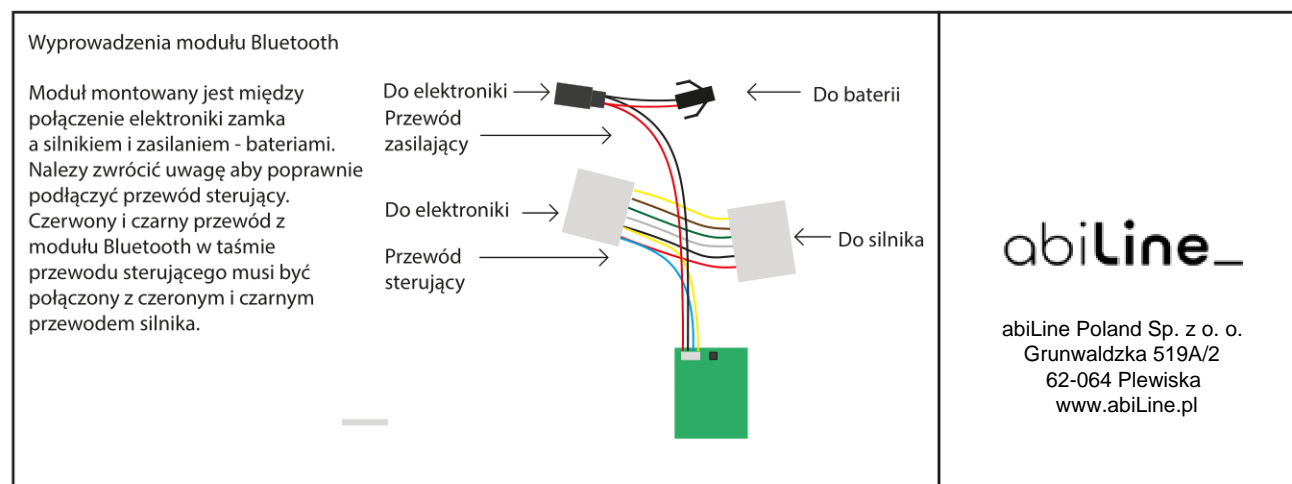 Wyprowadzenia modułu Bluetooth
Moduł montowany jest między
połączenie elektroniki zamka
a silnikiem i zasilaniem - bateriami.
Nalezy zwrócić uwagę aby poprawnie
podłączyć przewód sterujący.
Czerwony i czarny przewód z
modułu Bluetooth w taśmie
przewodu sterującego musi być
połączony z czeronym i czarnym
przewodem silnika.
Do elektroniki
Do baterii
Przewód
zasilający
Do elektroniki
Do silnika
Przewód
sterujący
abiLine_
abiLine Poland Sp. z o. o.
Grunwaldzka 519A/2
62-064 Plewiska
www.abiLine.pl